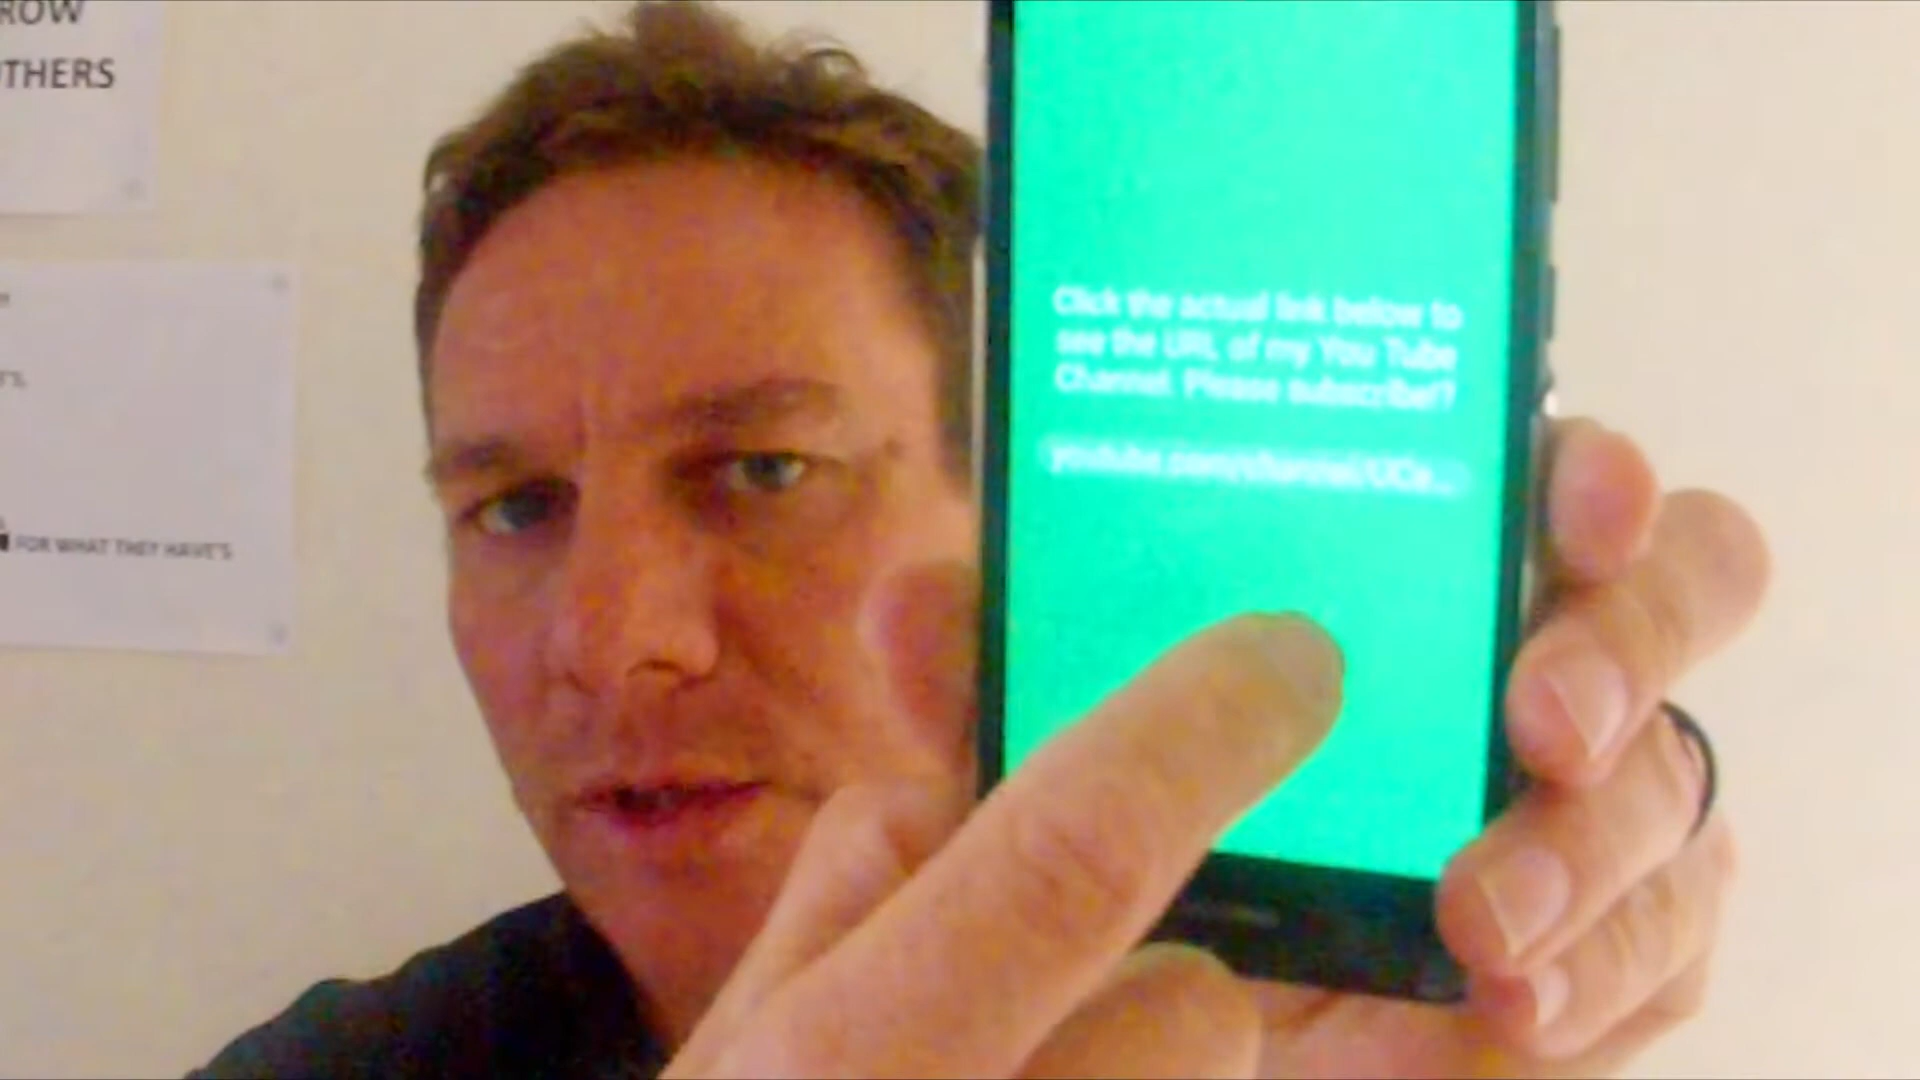 ROW
THERS
T'S.
FOR WHAT THEY HAVE'S
Click the actual link below to
see the URL of my You Tube
Channel. Please subscribe!?
youtube.com/channel/UCe...